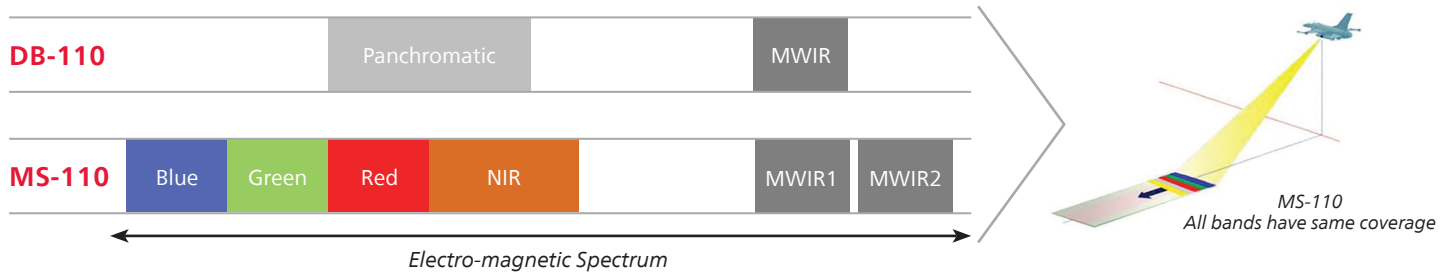 DB-110
Panchromatic
MWIR
MS-110
Blue
Green
Red
NIR
MWIR1
MWIR2
Electro-magnetic Spectrum
MS-110
All bands have same coverage